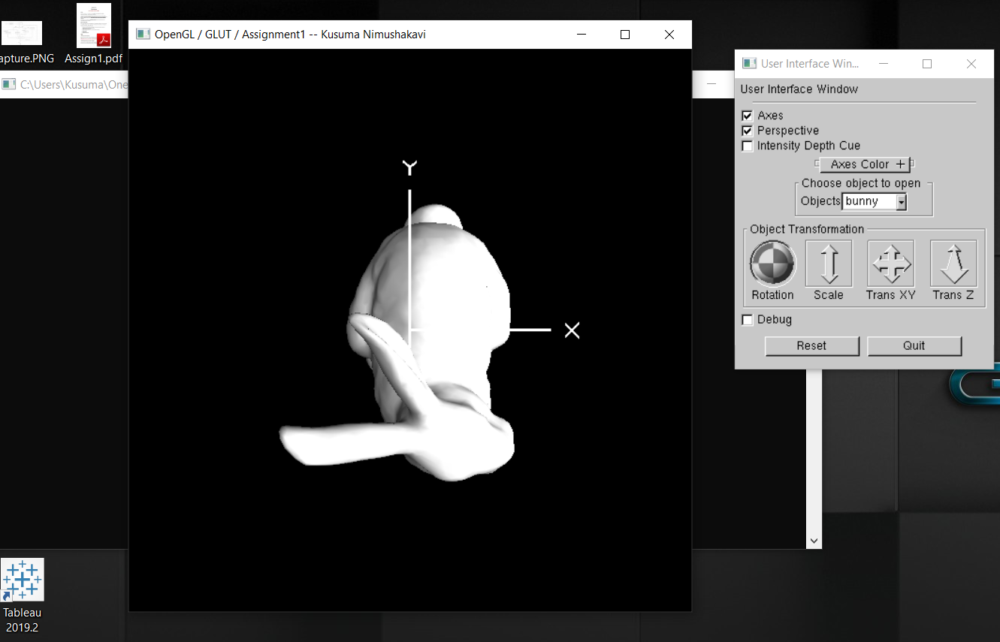 apture.PNG
Assign1.pdf
OpenGL / GLUT / Assignment1 -- Kusuma Nimushakavi
C:\Users\Kusuma\One
Y
X
User Interface Win...
User Interface Window
Axes
Perspective
Intensity Depth Cue
Axes Color +
Choose object to open
Objects bunny
Object Transformation
Rotation Scale Trans XY Trans Z
Debug
Reset Quit
Tableau
2019.2